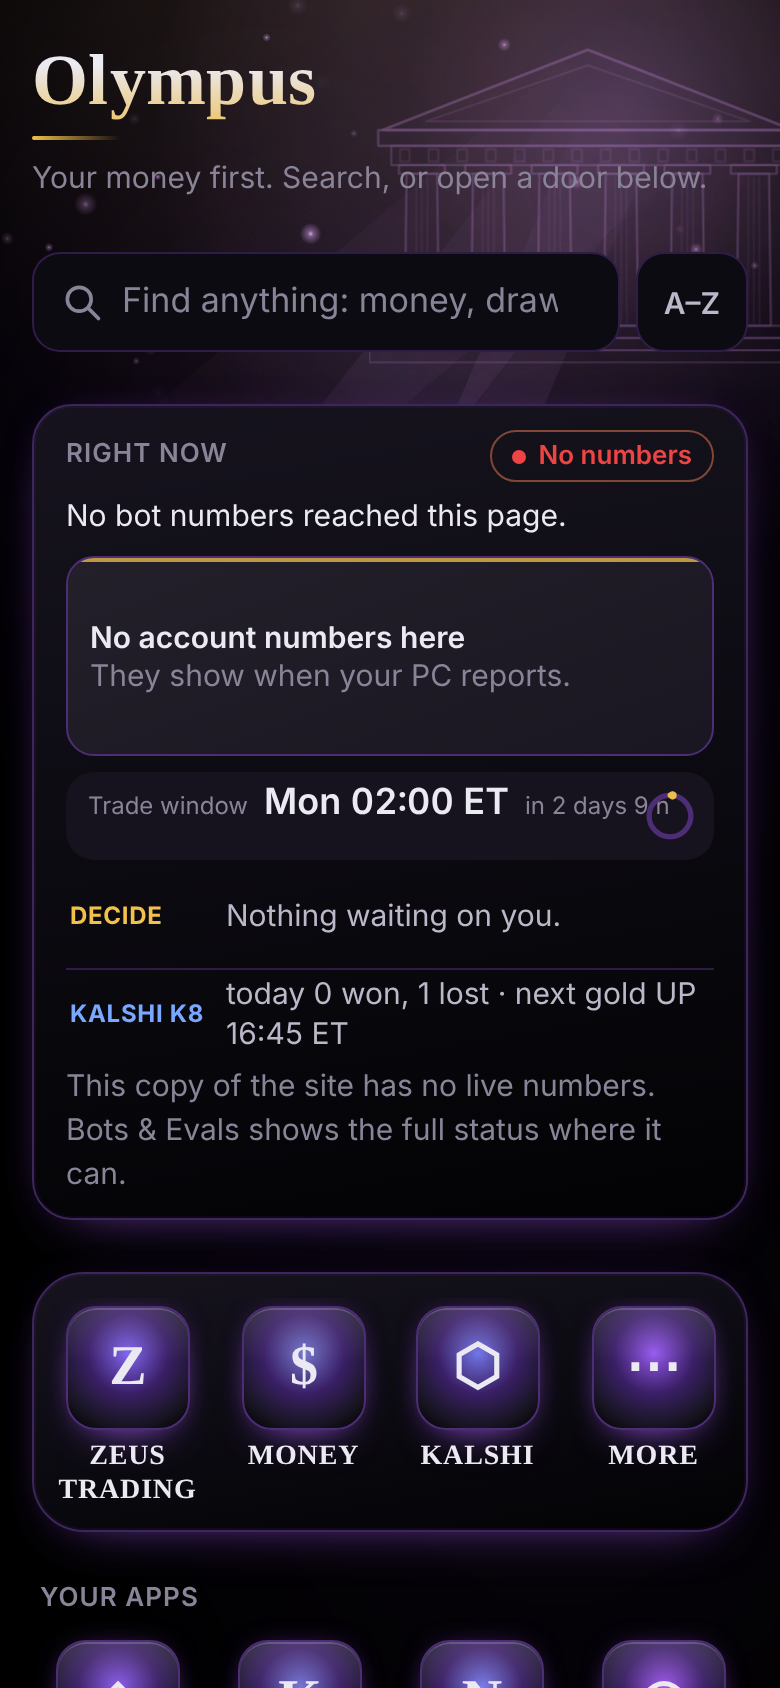 Olympus
Your money first. Search, or open a door below.
Find anything: money, draw
A–Z
RIGHT NOW
No numbers
No bot numbers reached this page.
No account numbers here
They show when your PC reports.
Trade window Mon 02:00 ET in 2 days 9 h
DECIDE Nothing waiting on you.
KALSHI K8 today 0 won, 1 lost · next gold UP
16:45 ET
This copy of the site has no live numbers.
Bots & Evals shows the full status where it
can.
Z $ ...
ZEUS
TRADING
MONEY
KALSHI
MORE
YOUR APPS